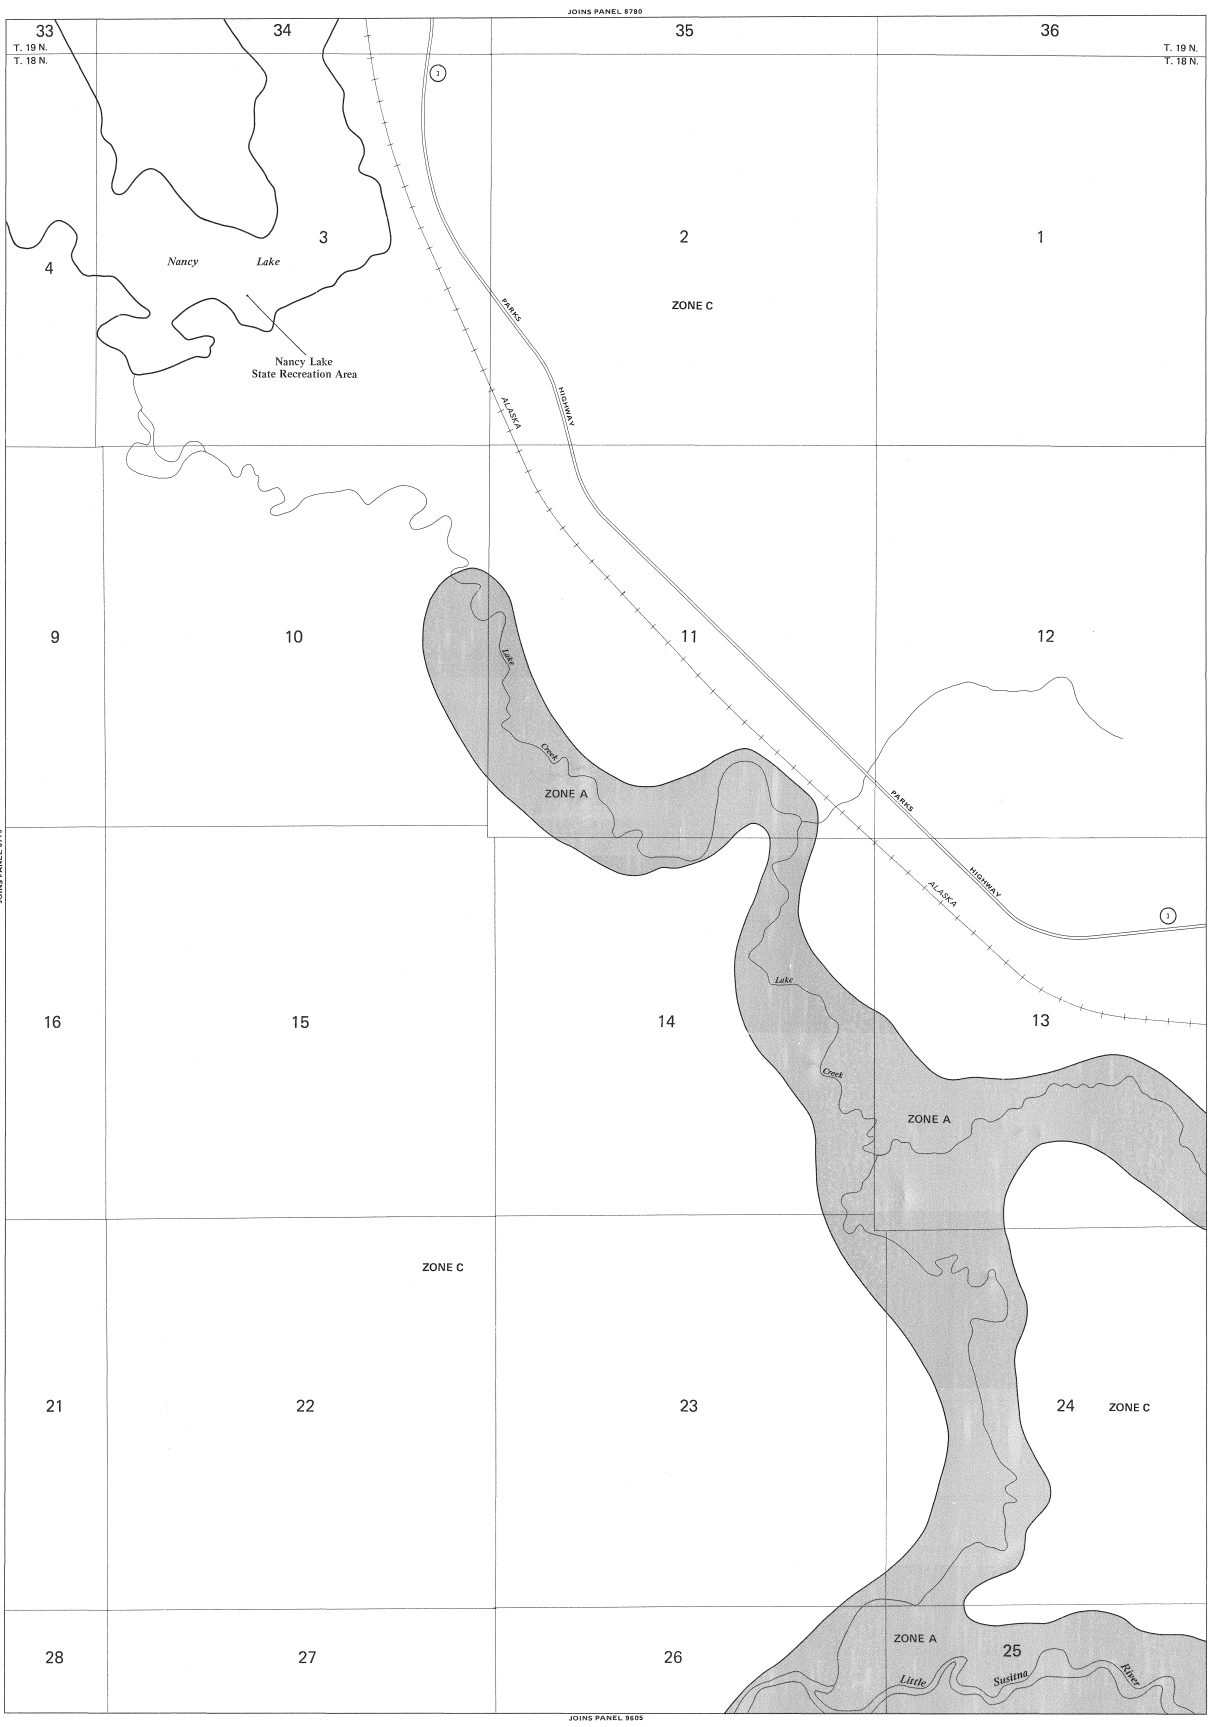 JOINS PANEL 8780
33
34
35
36
T. 19 N.
T. 18 N.
T. 19 N.
T. 18 N.
3
3
2
1
4
Nancy Lake
ZONE C
PARKS
HIGHWAY
Nancy Lake
State Recreation Area
ALASKA
9
10
11
12
Lake
Creek
ZONE A
PARKS
HIGHWAY
ALASKA
3
JOINS PANEL
16
15
14
13
Lake
Creek
ZONE A
ZONE C
21
22
23
24
ZONE C
28
27
26
25
ZONE A
Little Susitna River
JOINS PANEL 9605